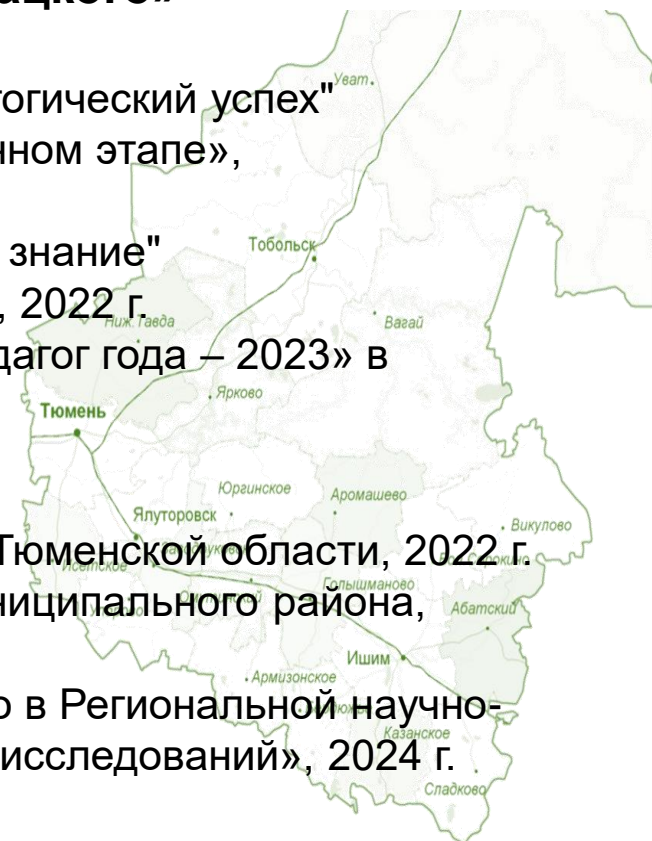 ацкого»
Уват
гогический успех"
нном этапе»,
знание"
Тобольск
, 2022 г.
Ниж.Тавда
Вагай
дагог года – 2023» в
Ярково
Тюмень
Юргинское
Аромашево
Ялуторовск
Викулово
Тюменской области, 2022 г.
Исетское
Голышманово
ниципального района,
Абатский
Ишим
Армизонское
о в Региональной научно-
Казанское
исследований», 2024 г.
Сладково